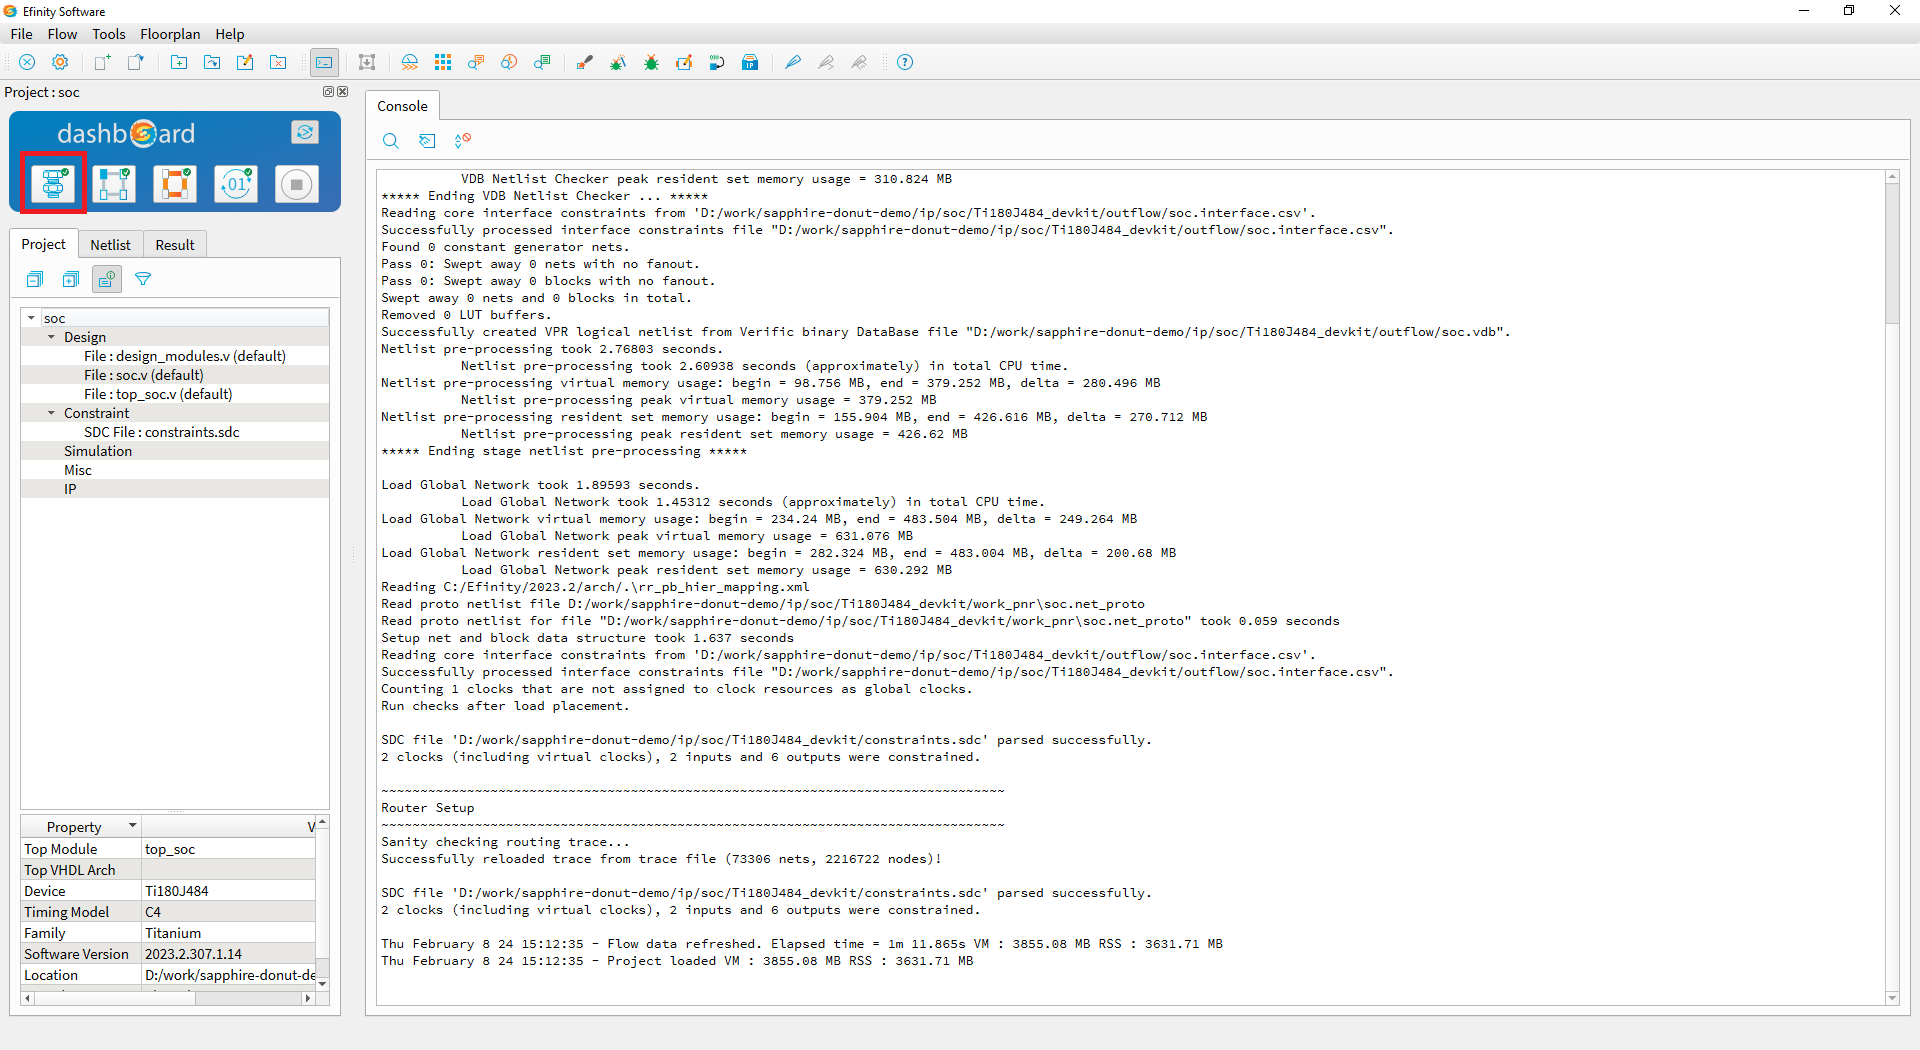 Efinity Software
File Flow Tools Floorplan Help
Project : soc
dashboard
Project Netlist Result
soc
Design
File : design_modules.v (default)
File : soc.v (default)
File : top_soc.v (default)
Constraint
SDC File : constraints.sdc
Simulation
Misc
IP
Property V
Top Module top_soc
Top VHDL Arch
Device Ti180J484
Timing Model C4
Family Titanium
Software Version 2023.2.307.1.14
Location D:/work/sapphire-donut-de
Console
VDB Netlist Checker peak resident set memory usage = 310.824 MB
***** Ending VDB Netlist Checker ... *****
Reading core interface constraints from 'D:/work/sapphire-donut-demo/ip/soc/Ti180J484_devkit/outflow/soc.interface.csv'.
Successfully processed interface constraints file "D:/work/sapphire-donut-demo/ip/soc/Ti180J484_devkit/outflow/soc.interface.csv".
Found 0 constant generator nets.
Pass 0: Swept away 0 nets with no fanout.
Pass 0: Swept away 0 blocks with no fanout.
Swept away 0 nets and 0 blocks in total.
Removed 0 LUT buffers.
Successfully created VPR logical netlist from Verific binary DataBase file "D:/work/sapphire-donut-demo/ip/soc/Ti180J484_devkit/outflow/soc.vdb".
Netlist pre-processing took 2.76803 seconds.
Netlist pre-processing took 2.60938 seconds (approximately) in total CPU time.
Netlist pre-processing virtual memory usage: begin = 98.756 MB, end = 379.252 MB, delta = 280.496 MB
Netlist pre-processing peak virtual memory usage = 379.252 MB
Netlist pre-processing resident set memory usage: begin = 155.904 MB, end = 426.616 MB, delta = 270.712 MB
Netlist pre-processing peak resident set memory usage = 426.62 MB
***** Ending stage netlist pre-processing *****
Load Global Network took 1.89593 seconds.
Load Global Network took 1.45312 seconds (approximately) in total CPU time.
Load Global Network virtual memory usage: begin = 234.24 MB, end = 483.504 MB, delta = 249.264 MB
Load Global Network peak virtual memory usage = 631.076 MB
Load Global Network resident set memory usage: begin = 282.324 MB, end = 483.004 MB, delta = 200.68 MB
Load Global Network peak resident set memory usage = 630.292 MB
Reading C:/Efinity/2023.2/arch/.\rr_pb_hier_mapping.xml
Read proto netlist file D:/work/sapphire-donut-demo/ip/soc/Ti180J484_devkit/work_pnr\soc.net_proto
Read proto netlist for file "D:/work/sapphire-donut-demo/ip/soc/Ti180J484_devkit/work_pnr\soc.net_proto" took 0.059 seconds
Setup net and block data structure took 1.637 seconds
Reading core interface constraints from 'D:/work/sapphire-donut-demo/ip/soc/Ti180J484_devkit/outflow/soc.interface.csv'.
Successfully processed interface constraints file "D:/work/sapphire-donut-demo/ip/soc/Ti180J484_devkit/outflow/soc.interface.csv".
Counting 1 clocks that are not assigned to clock resources as global clocks.
Run checks after load placement.
SDC file 'D:/work/sapphire-donut-demo/ip/soc/Ti180J484_devkit/constraints.sdc' parsed successfully.
2 clocks (including virtual clocks), 2 inputs and 6 outputs were constrained.
~~~~~~~~~~~~~~~~~~~~~~~~~~~~~~~~~~~~~~~~~~~~~~~~~~~~~~~~~~~~~~~~~~~~~~~~~~~~~~~~
Router Setup
~~~~~~~~~~~~~~~~~~~~~~~~~~~~~~~~~~~~~~~~~~~~~~~~~~~~~~~~~~~~~~~~~~~~~~~~~~~~~~~~
Sanity checking routing trace...
Successfully reloaded trace from trace file (73306 nets, 2216722 nodes)!
SDC file 'D:/work/sapphire-donut-demo/ip/soc/Ti180J484_devkit/constraints.sdc' parsed successfully.
2 clocks (including virtual clocks), 2 inputs and 6 outputs were constrained.
Thu February 8 24 15:12:35 - Flow data refreshed. Elapsed time = 1m 11.865s VM : 3855.08 MB RSS : 3631.71 MB
Thu February 8 24 15:12:35 - Project loaded VM : 3855.08 MB RSS : 3631.71 MB